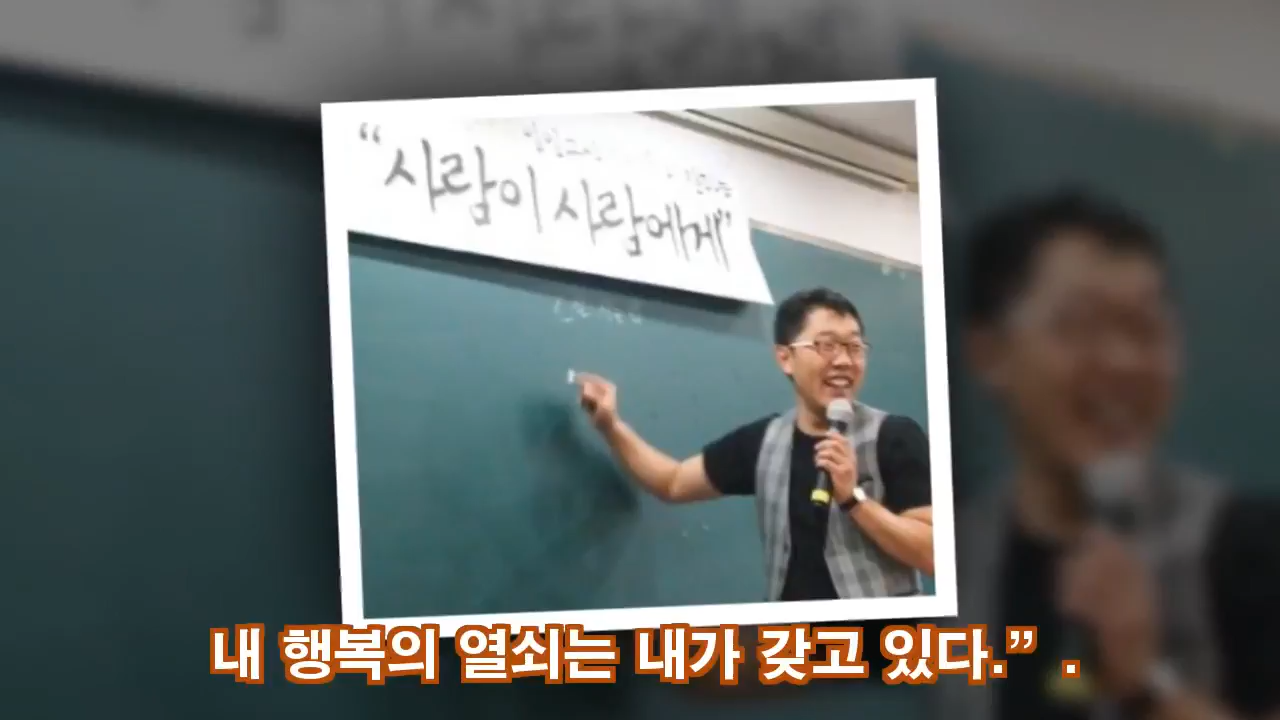 “사람이 사람에게”
내 행복의 열쇠는 내가 갖고 있다.” .